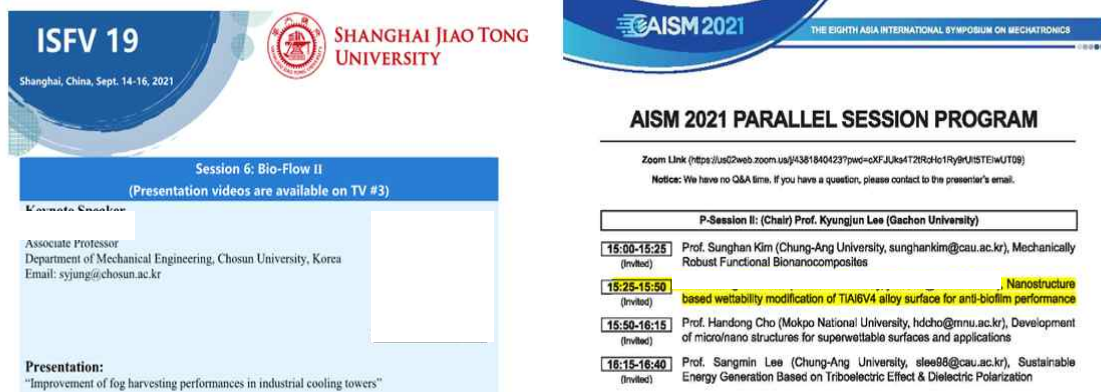 ISFV 19
Shanghai, China, Sept. 14-16, 2021
SHANGHAI JIAO TONG
UNIVERSITY
Session 6: Bio-Flow II
(Presentation videos are available on TV #3)
Keynote Speaker
Associate Professor
Department of Mechanical Engineering, Chosun University, Korea
Email: syjung@chosun.ac.kr
Presentation:
“Improvement of fog harvesting performances in industrial cooling towers”
AISM 2021
THE EIGHTH ASIA INTERNATIONAL SYMPOSIUM ON MECHATRONICS
AISM 2021 PARALLEL SESSION PROGRAM
Zoom Link
Notice: We have no Q&A time. If you have a question, please contact to the presenter's email.
P-Session II: (Chair) Prof. Kyungjun Lee (Gachon University)
15:00-15:25 Prof. Sunghan Kim (Chung-Ang University, sunghankim@cau.ac.kr), Mechanically
(Invited) Robust Functional Bionanocomposites
15:25-15:50 , Nanostructure
(Invited) based wettability modification of TiAl6V4 alloy surface for anti-biofilm performance
15:50-16:15 Prof. Handong Cho (Mokpo National University, hdcho@mnu.ac.kr), Development
(Invited) of micro/nano structures for superwettable surfaces and applications
16:15-16:40 Prof. Sangmin Lee (Chung-Ang University, slee98@cau.ac.kr), Sustainable
(Invited) Energy Generation Based on Triboelectric Effect & Dielectric Polarization